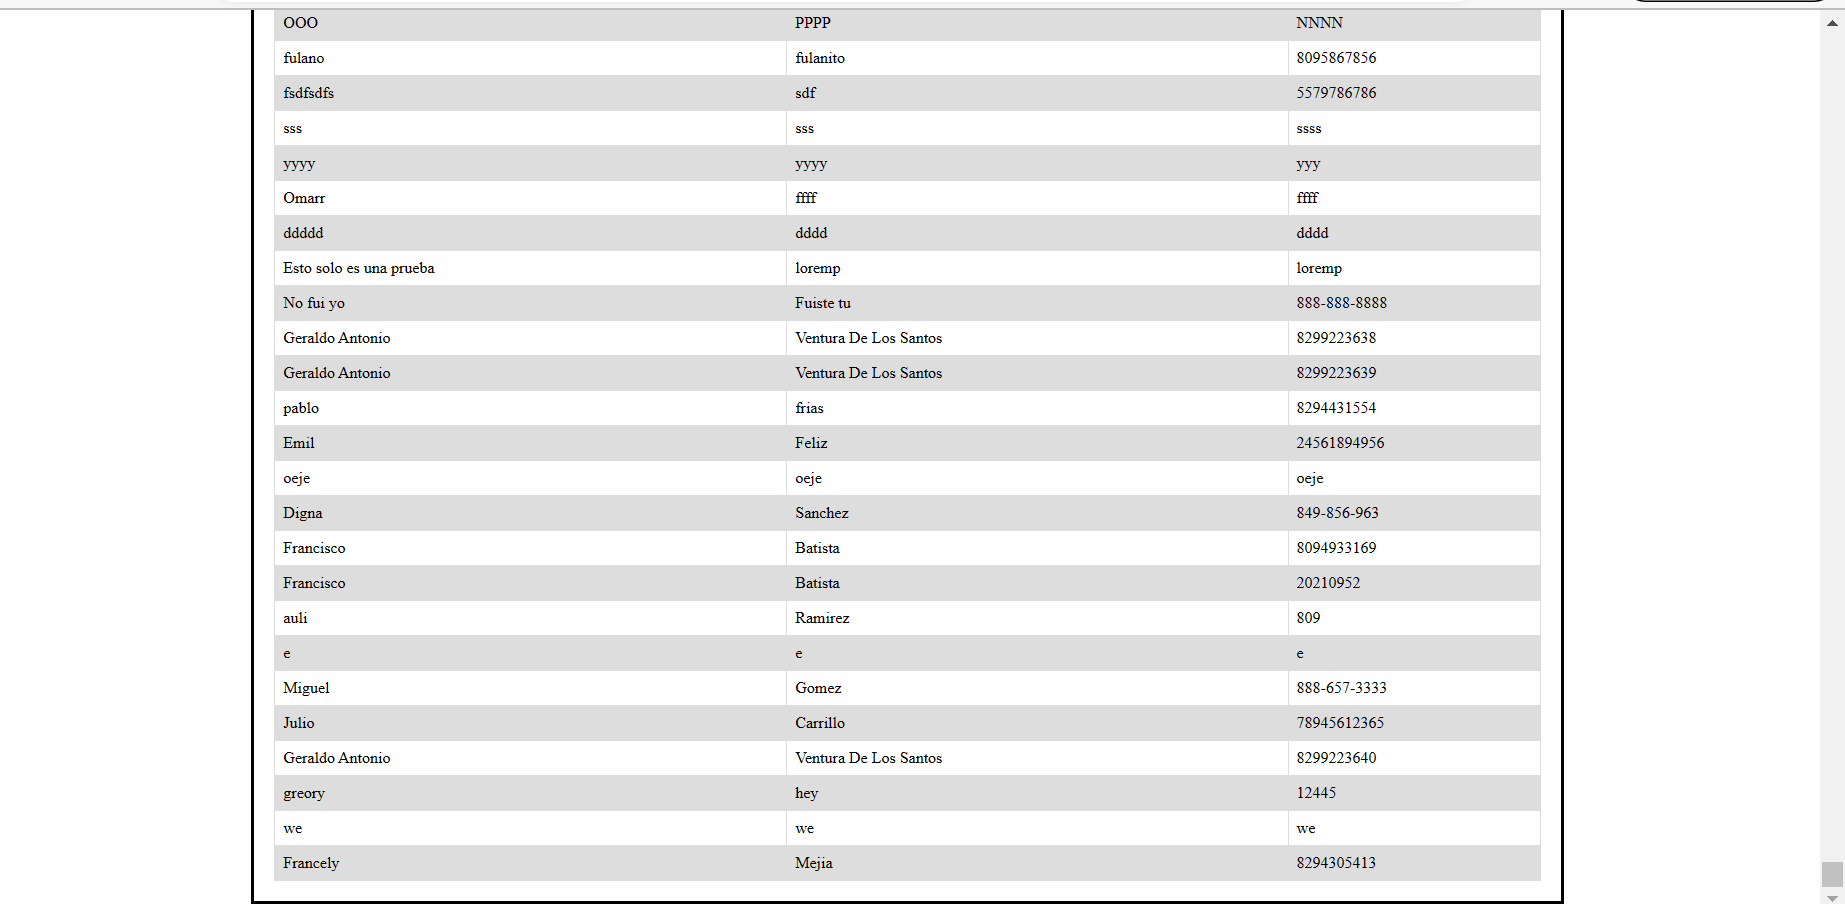 OOO PPPP NNNN
fulano fulanito 8095867856
fsdfsdfs sdf 5579786786
sss sss ssss
yyyy yyyy yyy
Omarr ffff ffff
ddddd dddd dddd
Esto solo es una prueba loremp loremp
No fui yo Fuiste tu 888-888-8888
Geraldo Antonio Ventura De Los Santos 8299223638
Geraldo Antonio Ventura De Los Santos 8299223639
pablo frias 8294431554
Emil Feliz 24561894956
oeje oeje oeje
Digna Sanchez 849-856-963
Francisco Batista 8094933169
Francisco Batista 20210952
auli Ramirez 809
e e e
Miguel Gomez 888-657-3333
Julio Carrillo 78945612365
Geraldo Antonio Ventura De Los Santos 8299223640
greory hey 12445
we we we
Francely Mejia 8294305413